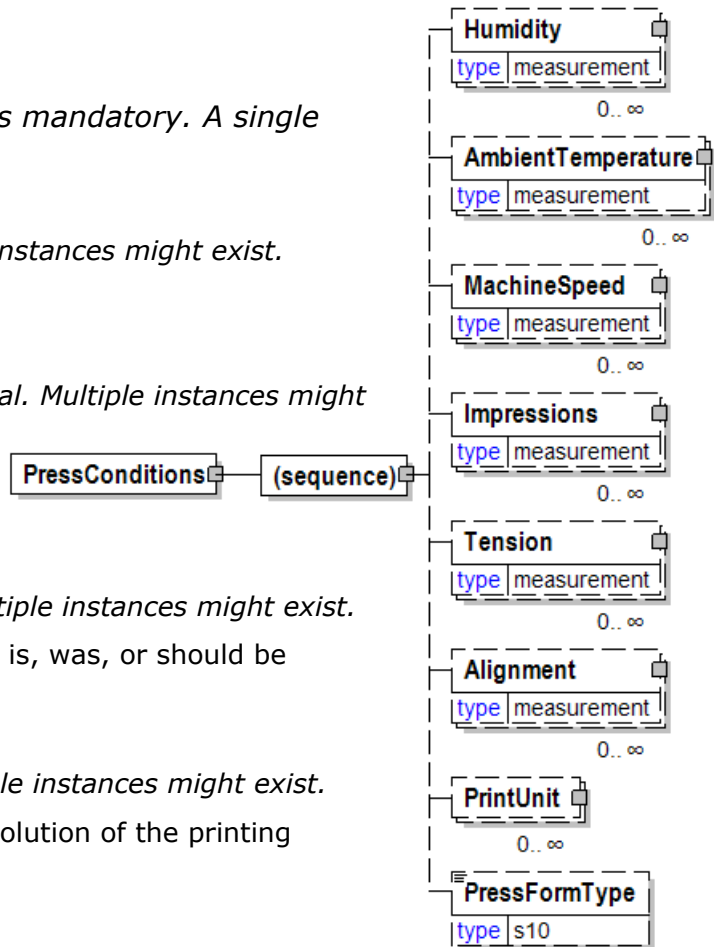 s mandatory. A single
nstances might exist.
al. Multiple instances might
tiple instances might exist.
is, was, or should be
le instances might exist.
solution of the printing
PressConditions
(sequence)
Humidity
type measurement
0.. ∞
AmbientTemperature
type measurement
0.. ∞
MachineSpeed
type measurement
0.. ∞
Impressions
type measurement
0.. ∞
Tension
type measurement
0.. ∞
Alignment
type measurement
0.. ∞
PrintUnit
0.. ∞
PressFormType
type s10